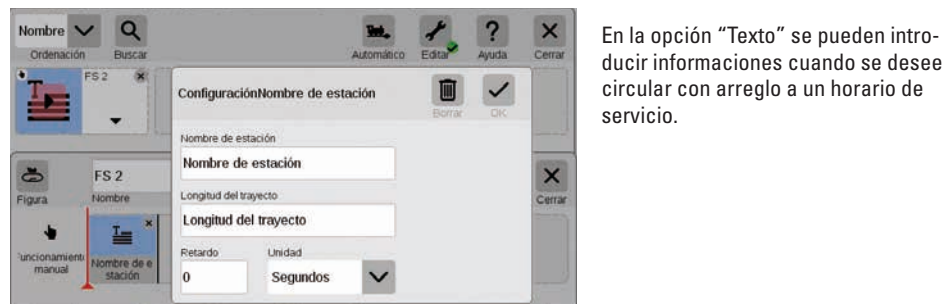 Nombre
Ordenación
Buscar
Automático
Editar
Ayuda
Cerrar
FS 2
ConfiguraciónNombre de estación
Borrar
OK
Nombre de estación
Nombre de estación
Longitud del trayecto
Longitud del trayecto
Retardo
Unidad
0
Segundos
Figura
FS 2
Nombre
Cerrar
uncionamient
manual
Nombre de e
stación
En la opción “Texto” se pueden intro-
ducir informaciones cuando se desee
circular con arreglo a un horario de
servicio.